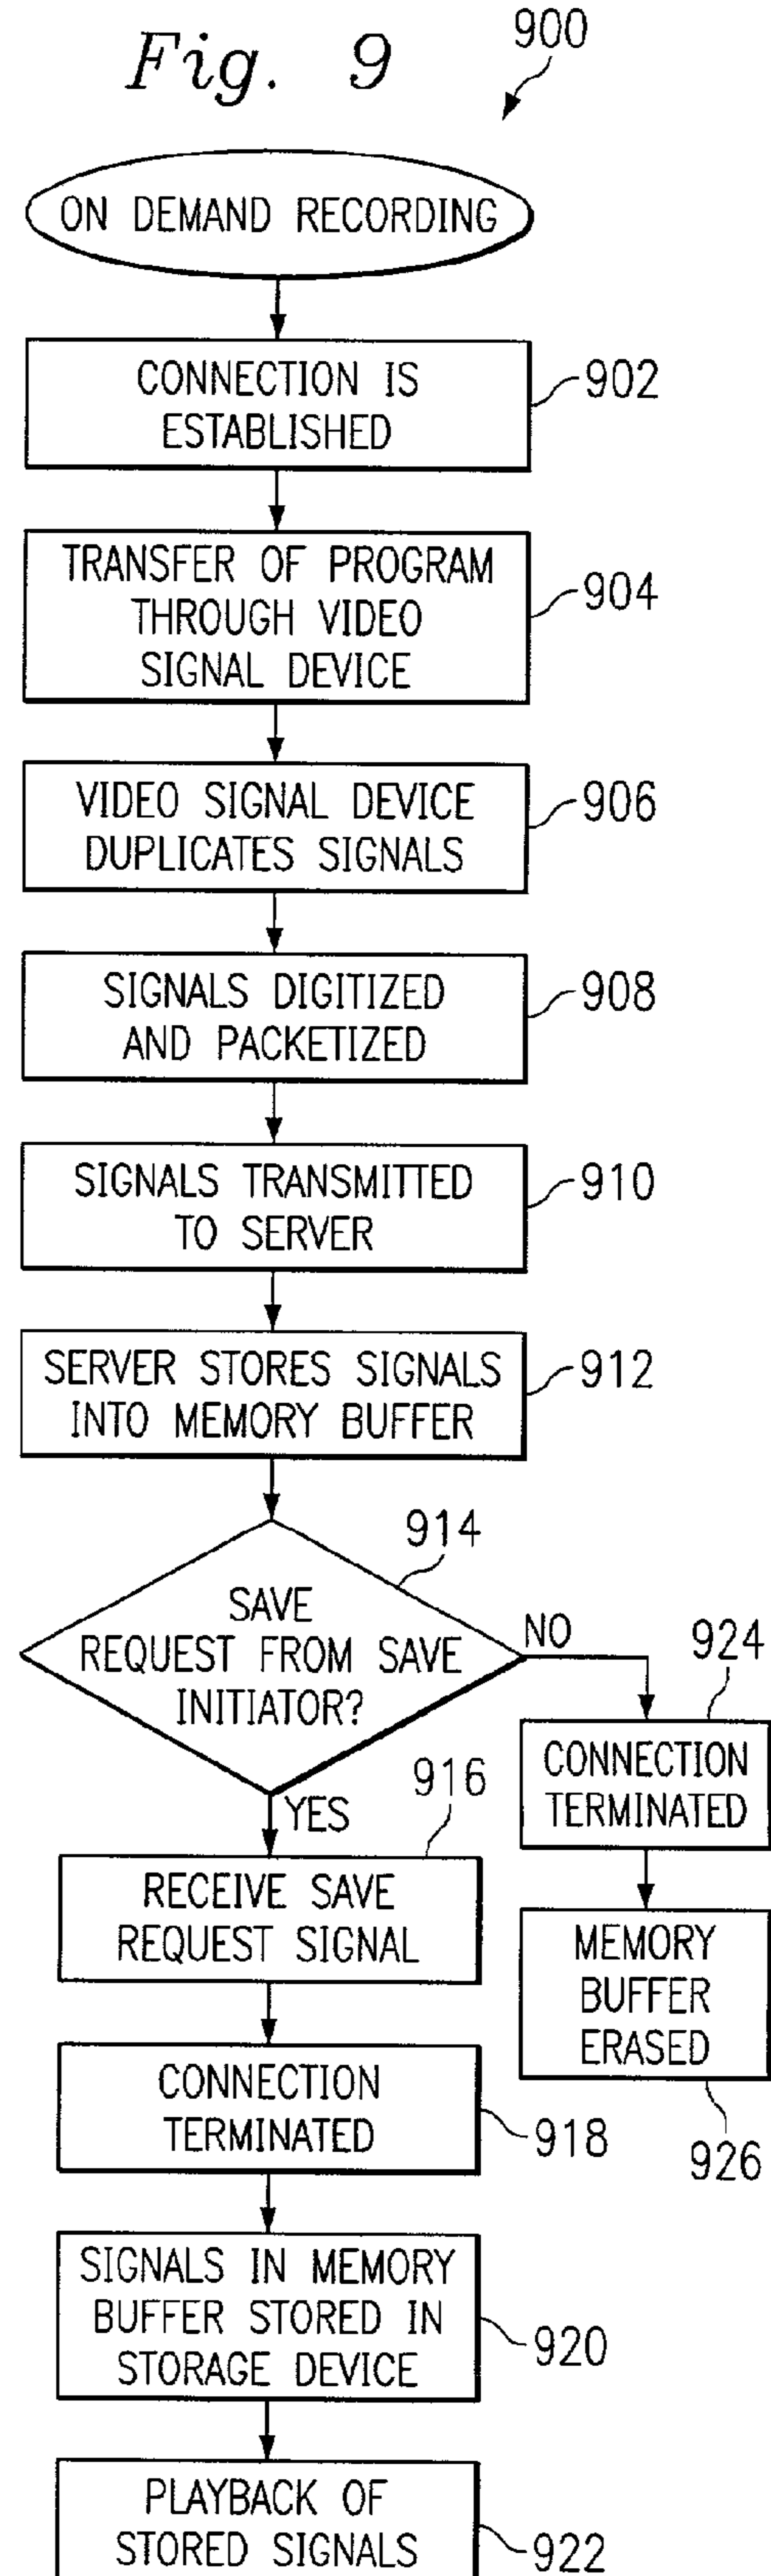 Fig. 9
900
ON DEMAND RECORDING
CONNECTION IS
ESTABLISHED
902
TRANSFER OF PROGRAM
THROUGH VIDEO
SIGNAL DEVICE
904
VIDEO SIGNAL DEVICE
DUPLICATES SIGNALS
906
SIGNALS DIGITIZED
AND PACKETIZED
908
SIGNALS TRANSMITTED
TO SERVER
910
SERVER STORES SIGNALS
INTO MEMORY BUFFER
912
914
SAVE
REQUEST FROM SAVE
INITIATOR?
NO
924
CONNECTION
TERMINATED
YES
916
RECEIVE SAVE
REQUEST SIGNAL
MEMORY
BUFFER
ERASED
926
CONNECTION
TERMINATED
918
SIGNALS IN MEMORY
BUFFER STORED IN
STORAGE DEVICE
920
PLAYBACK OF
STORED SIGNALS
922